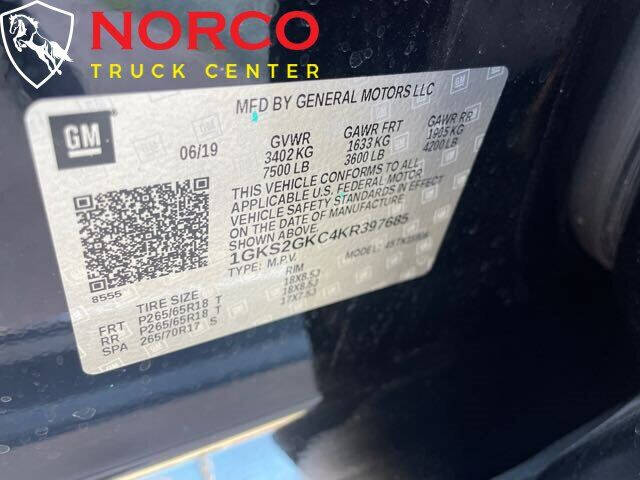 NORCO
TRUCK CENTER
MFD BY GENERAL MOTORS LLC
GM
06/19
GVWR
3402 KG
7500 LB
GAWR FRT
1633 KG
3600 LB
GAWR RR
1905 KG
4200 LB
THIS VEHICLE CONFORMS TO ALL
APPLICABLE U.S. FEDERAL MOTOR
VEHICLE SAFETY STANDARDS IN EFFECT
ON THE DATE OF MANUFACTURE
SHOWN ABOVE.
1GKS2GKC4KR397685
TYPE: M.P.V. MODEL:
8555
TIRE SIZE RIM
FRT P265/65R18 T 18X8.5J
RR P265/65R18 T 18X8.5J
SPA 265/70R17 S 17X7.5J